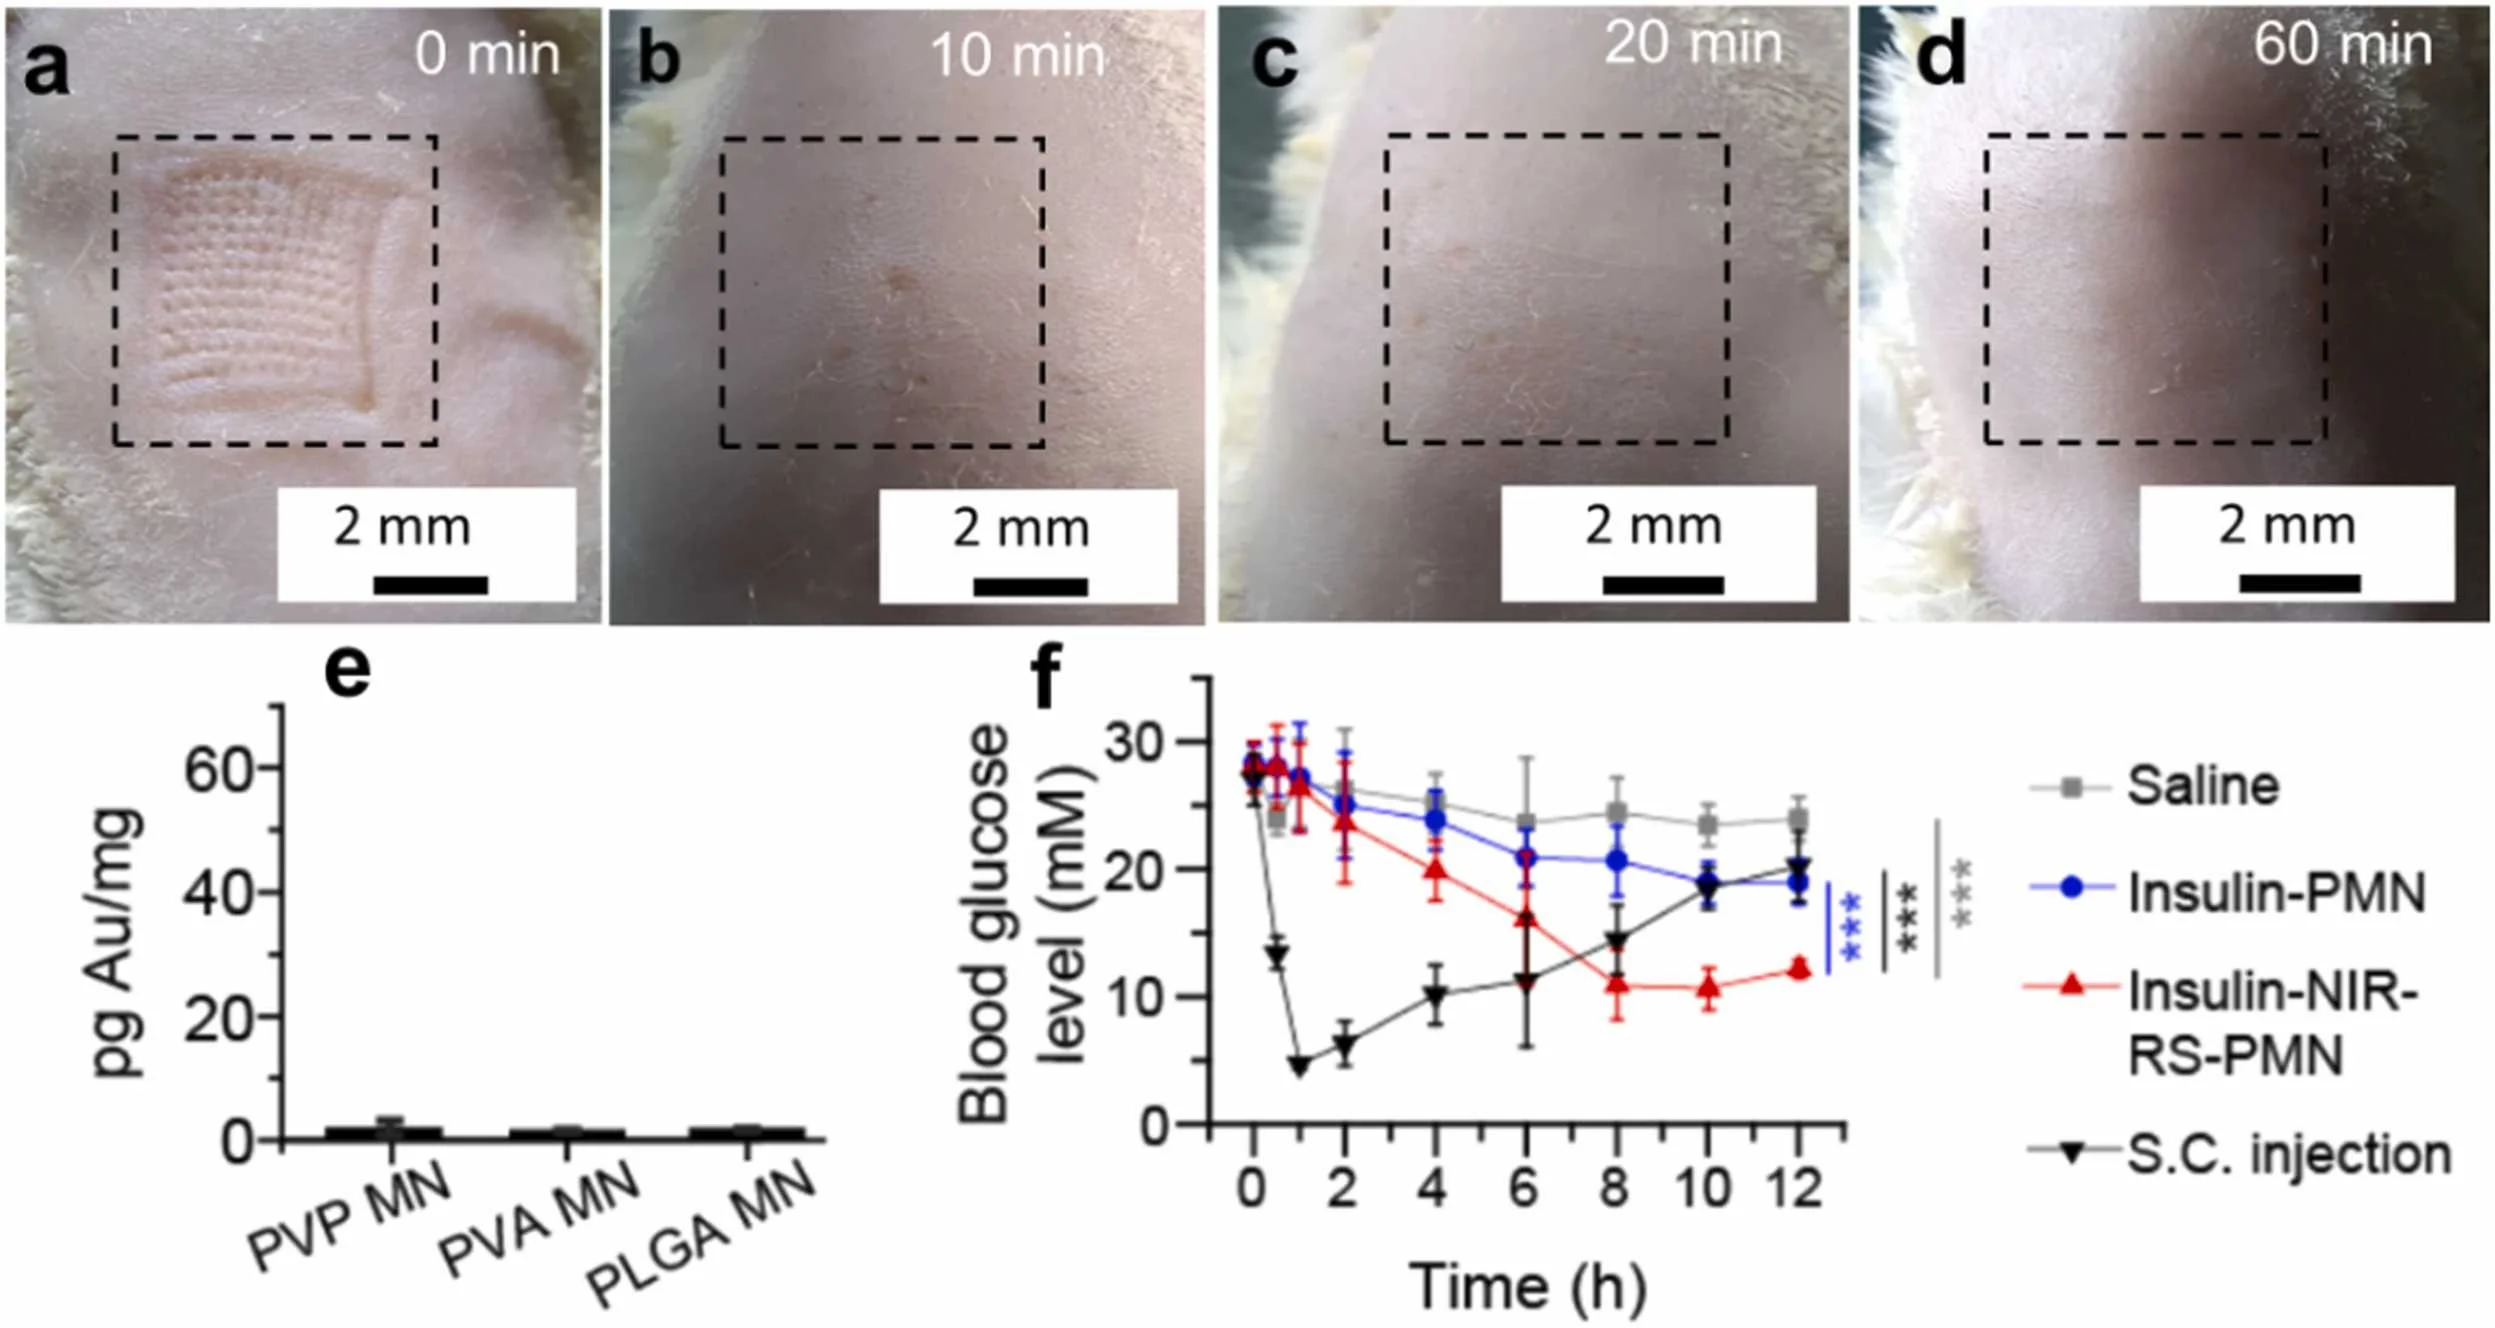 a
0 min
2 mm
b
10 min
2 mm
c
20 min
2 mm
d
60 min
2 mm
e
pg Au/mg
60
40
20
0
PVP MN
PVA MN
PLGA MN
f
Blood glucose
level (mM)
30
20
10
0
0 2 4 6 8 10 12
Time (h)
***
***
***
Saline
Insulin-PMN
Insulin-NIR-
RS-PMN
S.C. injection